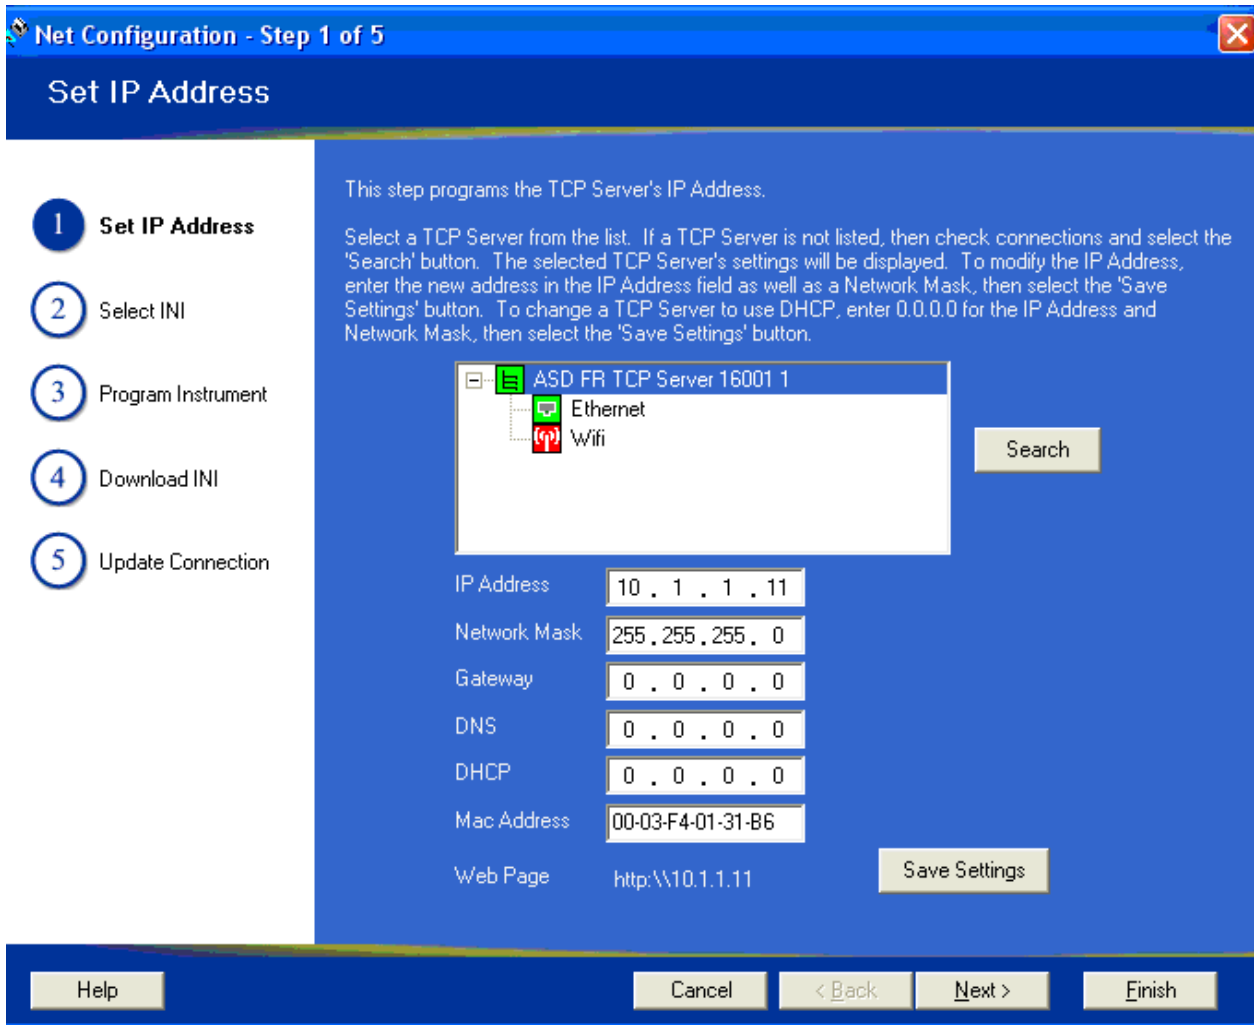 Net Configuration - Step 1 of 5
Set IP Address
1 Set IP Address
2 Select INI
3 Program Instrument
4 Download INI
5 Update Connection
This step programs the TCP Server's IP Address.
Select a TCP Server from the list. If a TCP Server is not listed, then check connections and select the
'Search' button. The selected TCP Server's settings will be displayed. To modify the IP Address,
enter the new address in the IP Address field as well as a Network Mask, then select the 'Save
Settings' button. To change a TCP Server to use DHCP, enter 0.0.0.0 for the IP Address and
Network Mask, then select the 'Save Settings' button.
ASD FR TCP Server 16001 1
Ethernet
Wifi
Search
IP Address 10 . 1 . 1 . 11
Network Mask 255 . 255 . 255 . 0
Gateway 0 . 0 . 0 . 0
DNS 0 . 0 . 0 . 0
DHCP 0 . 0 . 0 . 0
Mac Address 00-03-F4-01-31-B6
Web Page http:\\10.1.1.11
Save Settings
Help Cancel < Back Next > Finish